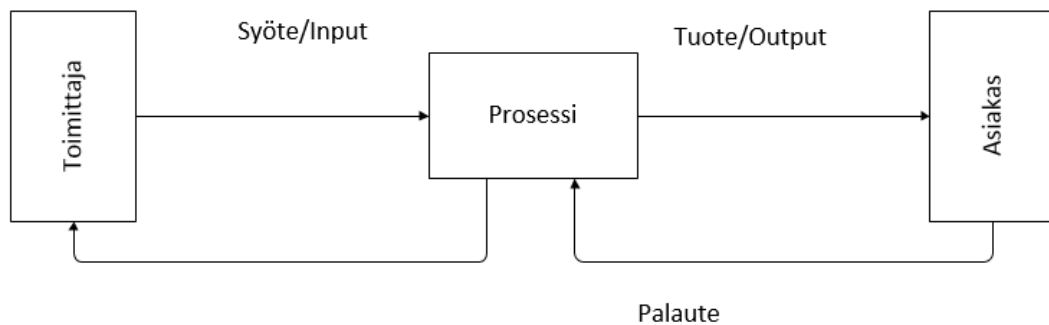 Syöte/Input
Tuote/Output
Toimittaja
Prosessi
Asiakas
Palaute